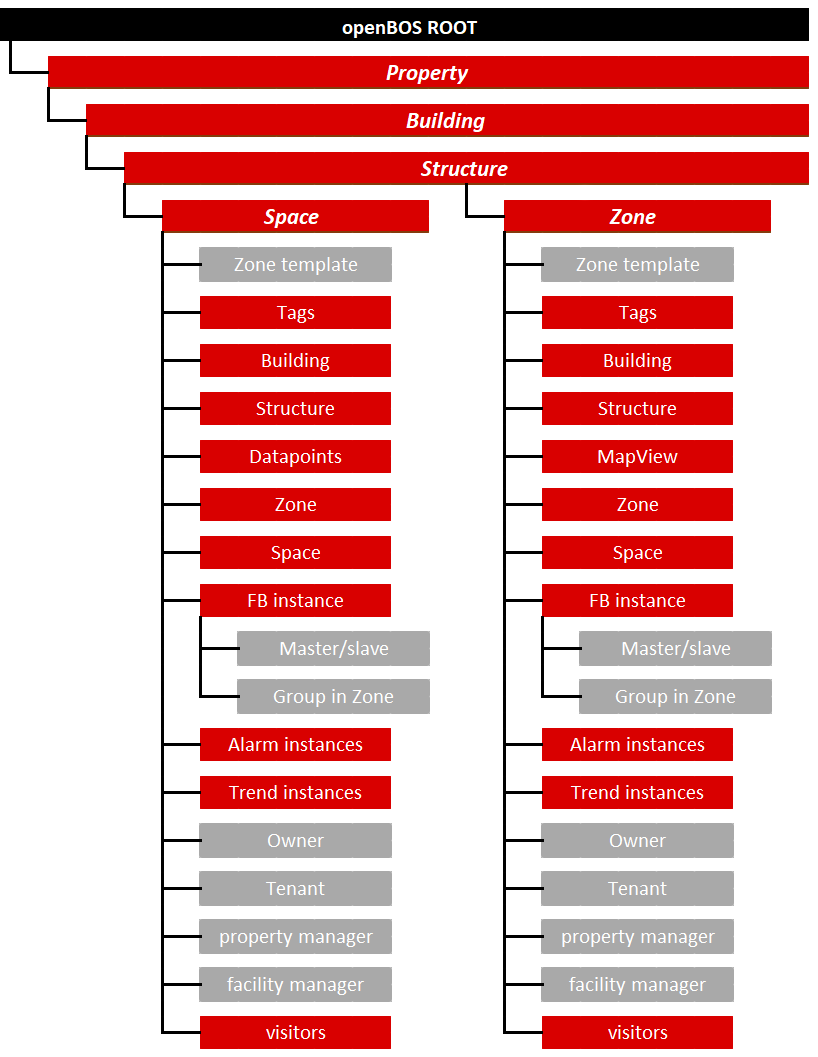 openBOS ROOT
Property
Building
Structure
Space
Zone template
Tags
Building
Structure
Datapoints
Zone
Space
FB instance
Master/slave
Group in Zone
Alarm instances
Trend instances
Owner
Tenant
property manager
facility manager
visitors
Zone
Zone template
Tags
Building
Structure
MapView
Zone
Space
FB instance
Master/slave
Group in Zone
Alarm instances
Trend instances
Owner
Tenant
property manager
facility manager
visitors